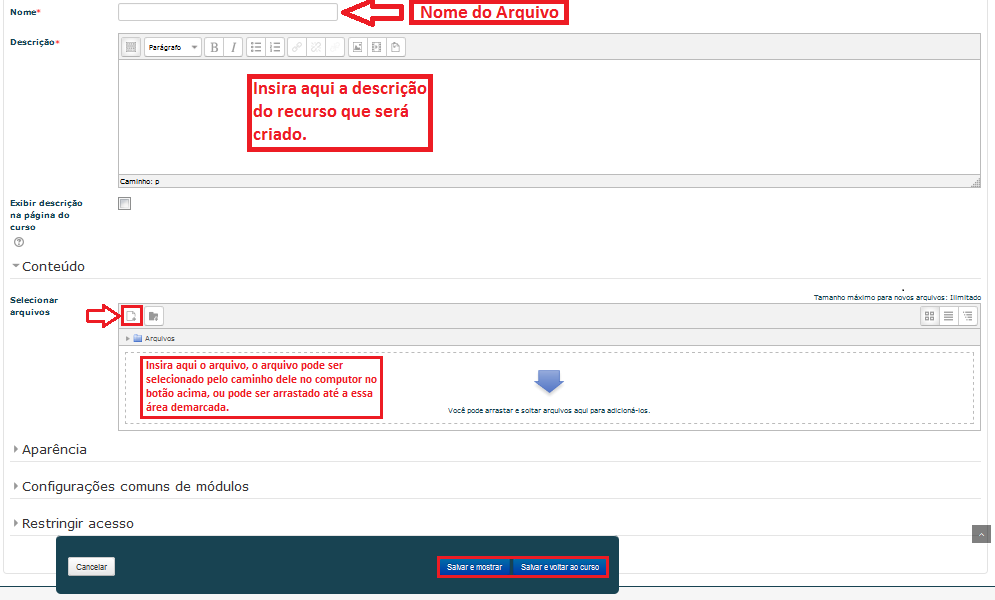 Nome*
Nome do Arquivo
Descrição*
Parágrafo
B I
Insira aqui a descrição
do recurso que será
criado.
Caminho: p
Exibir descrição
na página do
curso
Conteúdo
Selecionar
arquivos
Tamanho máximo para novos arquivos: Ilimitado
Arquivos
Insira aqui o arquivo, o arquivo pode ser
selecionado pelo caminho dele no computor no
botão acima, ou pode ser arrastado até a essa
área demarcada.
Você pode arrastar e soltar arquivos aqui para adicioná-los.
Aparência
Configurações comuns de módulos
Restringir acesso
Cancelar
Salvar e mostrar
Salvar e voltar ao curso